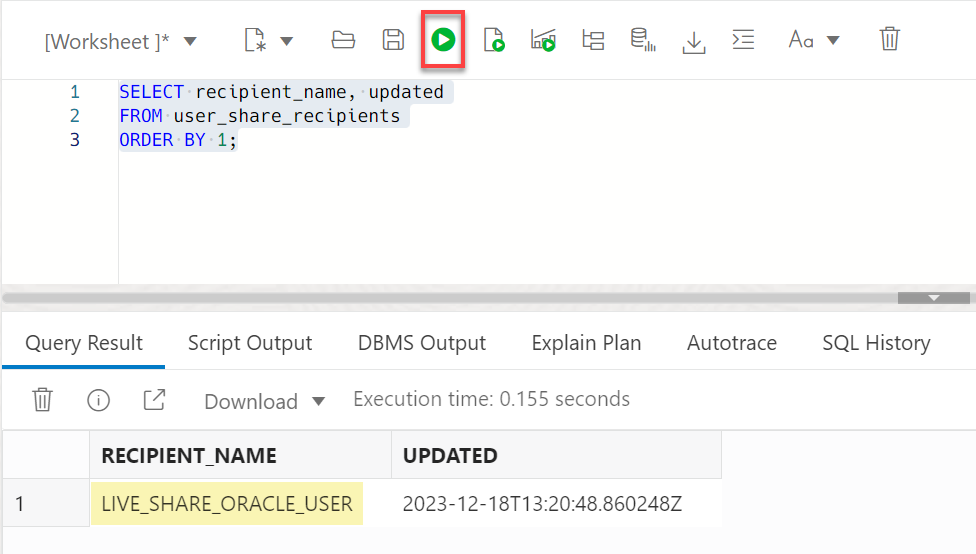 [Worksheet ]* Aa
1 SELECT recipient_name, updated
2 FROM user_share_recipients
3 ORDER BY 1;
Query Result Script Output DBMS Output Explain Plan Autotrace SQL History
Download Execution time: 0.155 seconds
RECIPIENT_NAME UPDATED
1 LIVE_SHARE_ORACLE_USER 2023-12-18T13:20:48.860248Z